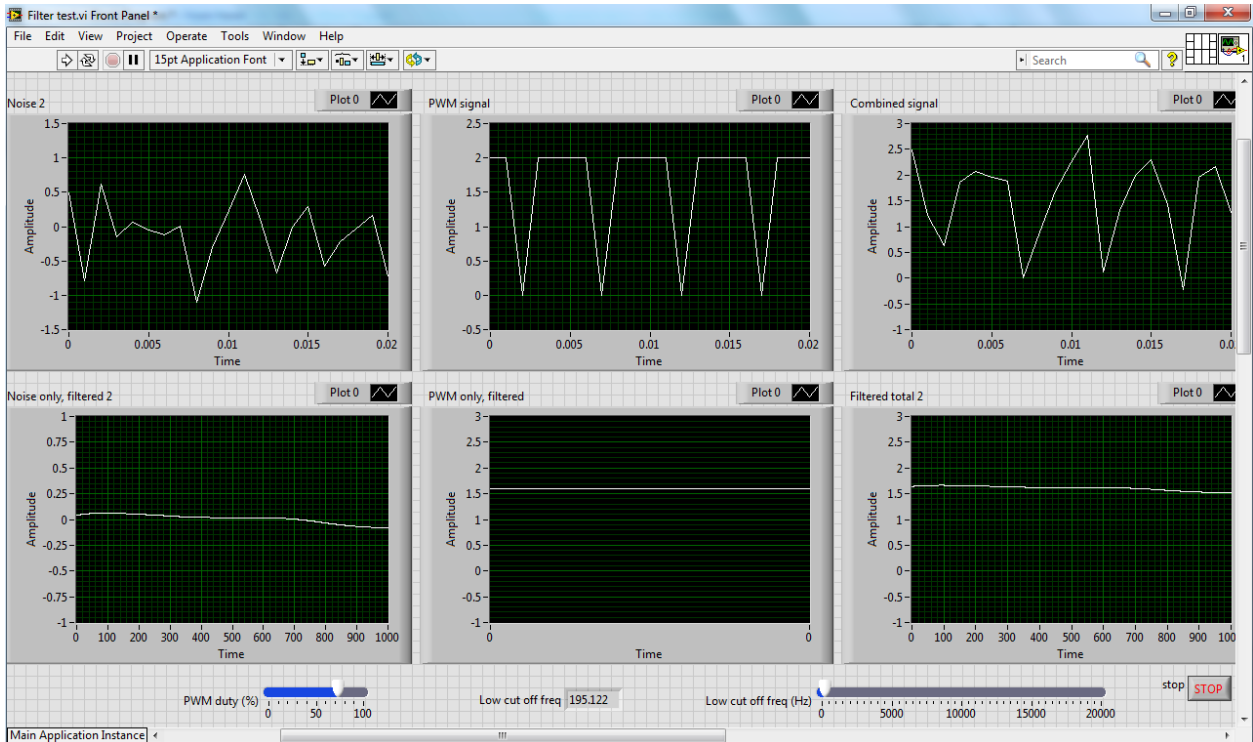 Filter test.vi Front Panel *
File Edit View Project Operate Tools Window Help
15pt Application Font
Search
1
Noise 2
Plot 0
1.5
1
0.5
0
-0.5
-1
-1.5
Amplitude
0 0.005 0.01 0.015 0.02
Time
PWM signal
Plot 0
2.5
2
1.5
1
0.5
0
-0.5
Amplitude
0 0.005 0.01 0.015 0.02
Time
Combined signal
Plot 0
3
2.5
2
1.5
1
0.5
0
-0.5
-1
Amplitude
0 0.005 0.01 0.015 0.0
Time
Noise only, filtered 2
Plot 0
1
0.75
0.5
0.25
0
-0.25
-0.5
-0.75
-1
Amplitude
0 100 200 300 400 500 600 700 800 900 1000
Time
PWM only, filtered
Plot 0
3
2.5
2
1.5
1
0.5
0
-0.5
-1
Amplitude
0 0
Time
Filtered total 2
Plot 0
3
2
1.5
1
0.5
0
-0.5
-1
Amplitude
0 100 200 300 400 500 600 700 800 900 100
Time
PWM duty (%)
0 50 100
Low cut off freq 195.122
Low cut off freq (Hz)
0 5000 10000 15000 20000
stop STOP
Main Application Instance